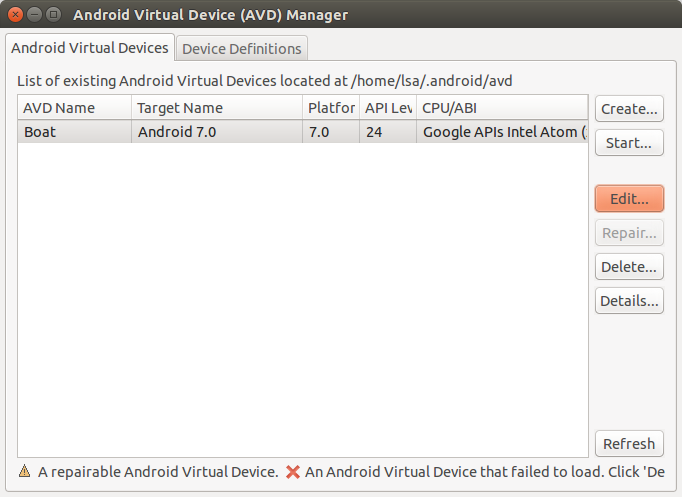 Android Virtual Device (AVD) Manager
Android Virtual Devices Device Definitions
List of existing Android Virtual Devices located at /home/lsa/.android/avd
AVD Name Target Name Platfor API Lev CPU/ABI
Boat Android 7.0 7.0 24 Google APIs Intel Atom (
Create...
Start...
Edit...
Repair...
Delete...
Details...
Refresh
A repairable Android Virtual Device. An Android Virtual Device that failed to load. Click 'De